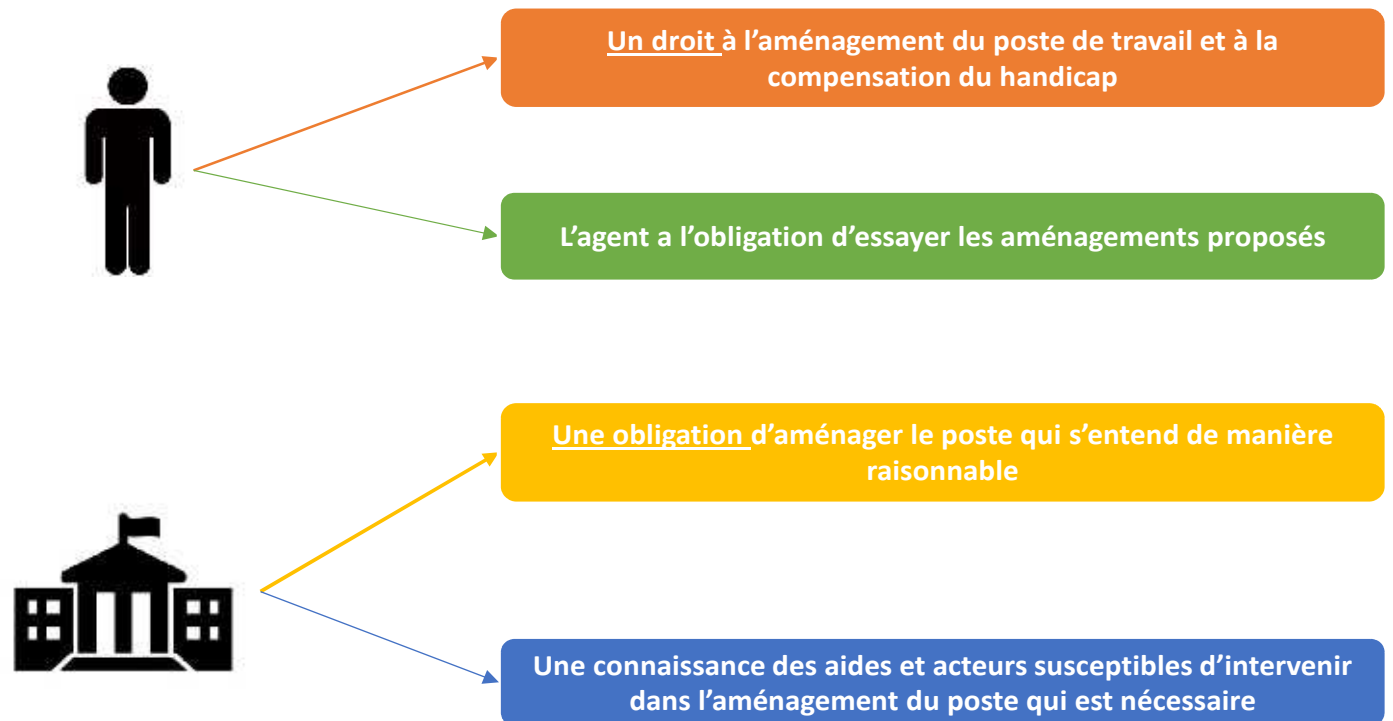 Un droit à l’aménagement du poste de travail et à la
compensation du handicap
L’agent a l’obligation d’essayer les aménagements proposés
Une obligation d’aménager le poste qui s’entend de manière
raisonnable
Une connaissance des aides et acteurs susceptibles d’intervenir
dans l’aménagement du poste qui est nécessaire